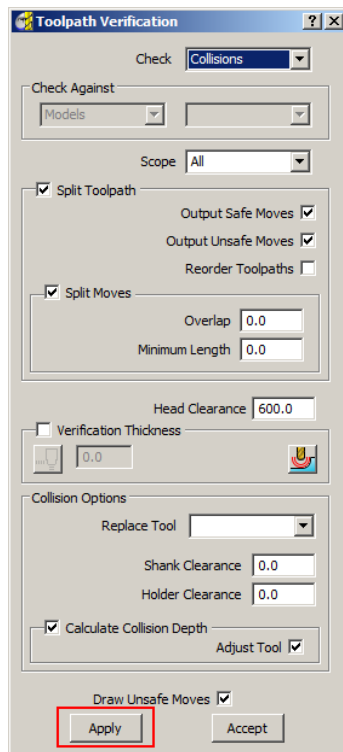 Toolpath Verification
Check Collisions
Check Against
Models
Scope All
Split Toolpath
Output Safe Moves
Output Unsafe Moves
Reorder Toolpaths
Split Moves
Overlap 0.0
Minimum Length 0.0
Head Clearance 600.0
Verification Thickness
0.0
Collision Options
Replace Tool
Shank Clearance 0.0
Holder Clearance 0.0
Calculate Collision Depth
Adjust Tool
Draw Unsafe Moves
Apply Accept